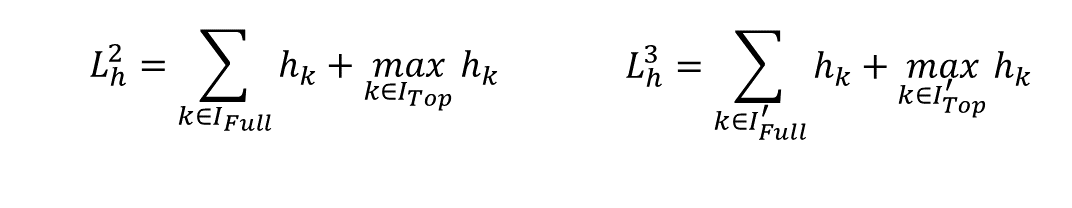 L_h^2 = ∑_{k∈I_{Full}} h_k + max_{k∈I_{Top}} h_k
L_h^3 = ∑_{k∈I'_{Full}} h_k + max_{k∈I'_{Top}} h_k